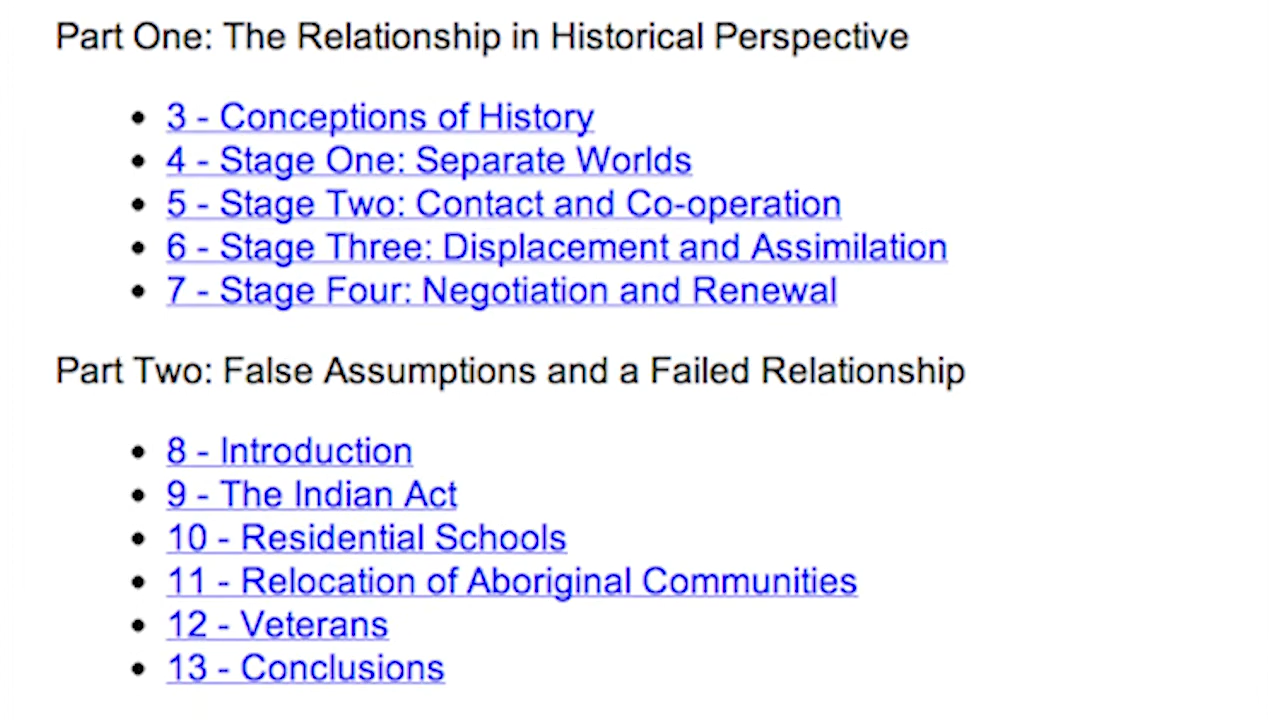 Part One: The Relationship in Historical Perspective
• 3 - Conceptions of History
• 4 - Stage One: Separate Worlds
• 5 - Stage Two: Contact and Co-operation
• 6 - Stage Three: Displacement and Assimilation
• 7 - Stage Four: Negotiation and Renewal
Part Two: False Assumptions and a Failed Relationship
• 8 - Introduction
• 9 - The Indian Act
• 10 - Residential Schools
• 11 - Relocation of Aboriginal Communities
• 12 - Veterans
• 13 - Conclusions